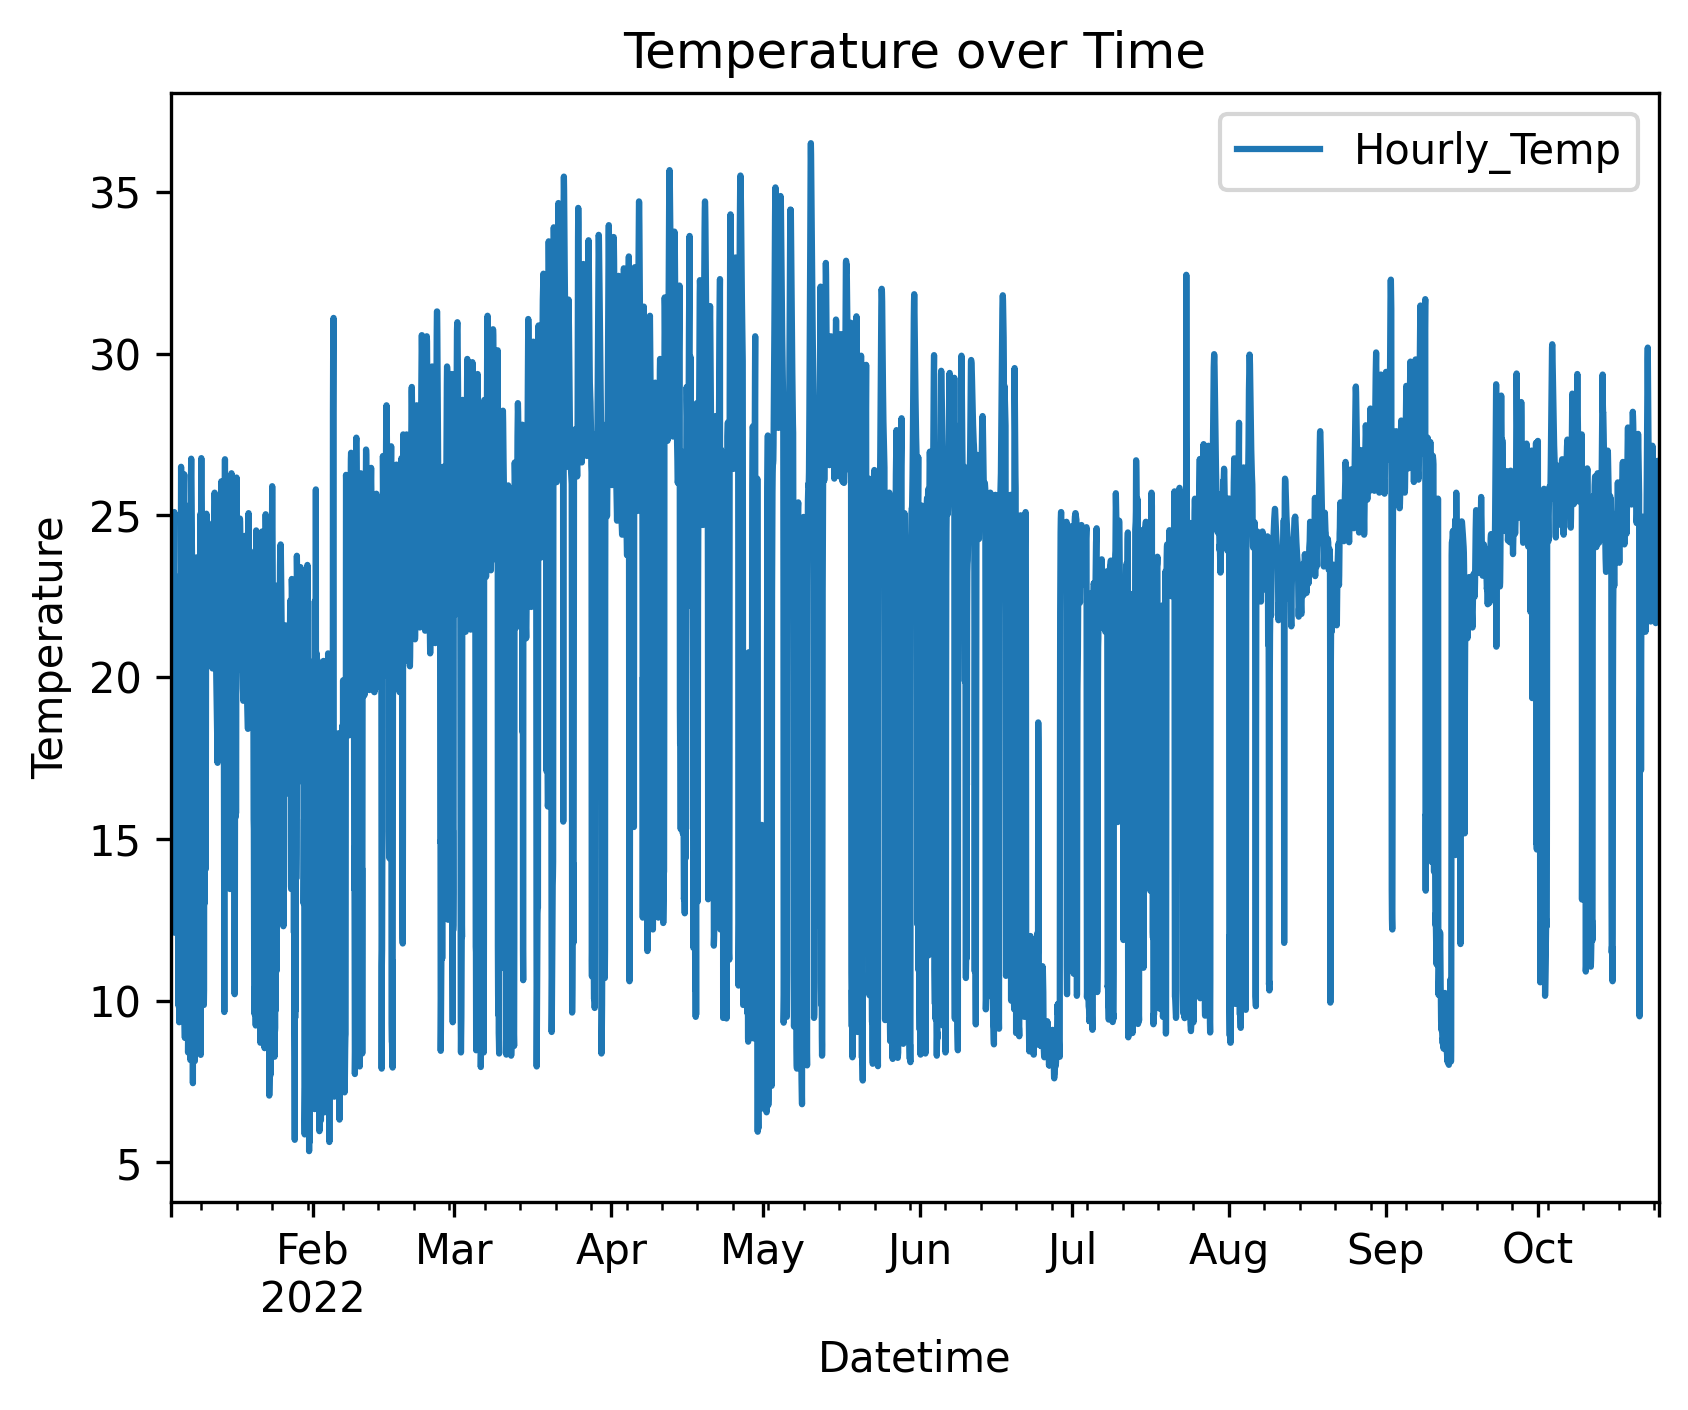 Temperature over Time
Hourly_Temp
35
30
25
20
15
10
5
Temperature
Feb Mar Apr May Jun Jul Aug Sep Oct
2022
Datetime